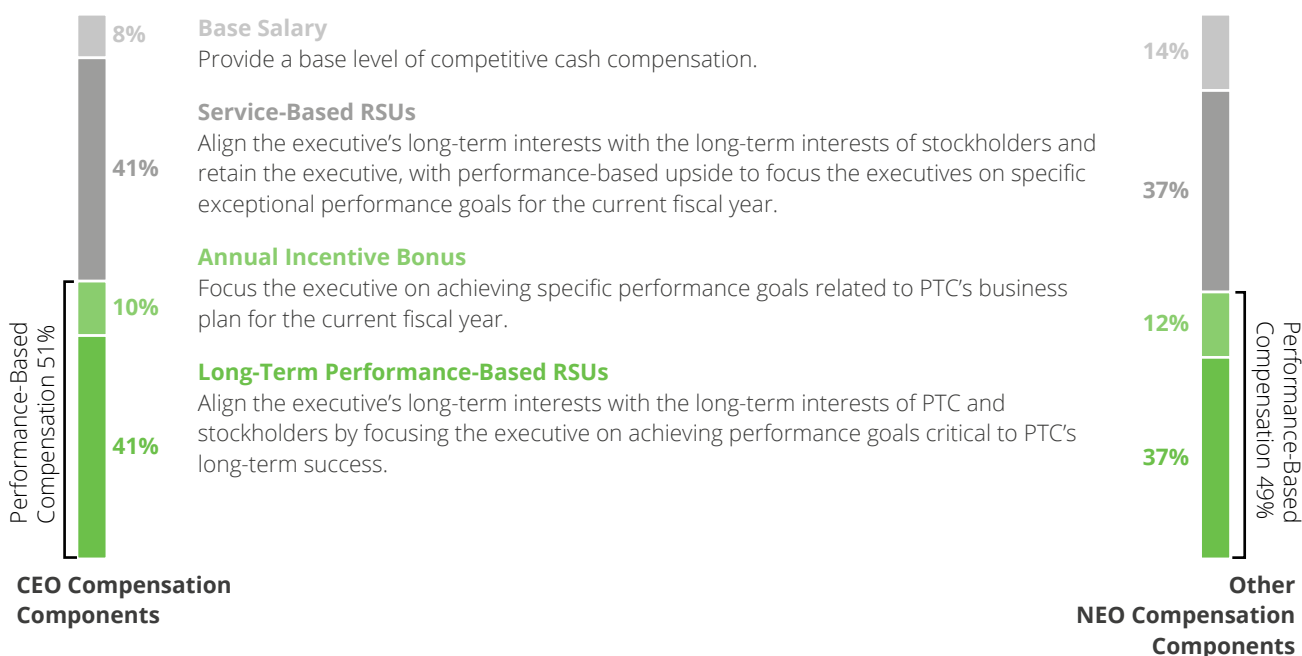 8%
Base Salary
Provide a base level of competitive cash compensation.
14%
Service-Based RSUs
Align the executive’s long-term interests with the long-term interests of stockholders and
retain the executive, with performance-based upside to focus the executives on specific
exceptional performance goals for the current fiscal year.
41%
37%
Annual Incentive Bonus
Focus the executive on achieving specific performance goals related to PTC’s business
plan for the current fiscal year.
10%
12%
Long-Term Performance-Based RSUs
Align the executive’s long-term interests with the long-term interests of PTC and
stockholders by focusing the executive on achieving performance goals critical to PTC’s
long-term success.
41%
37%
Performance-Based
Compensation 51%
Performance-Based
Compensation 49%
CEO Compensation
Components
Other
NEO Compensation
Components